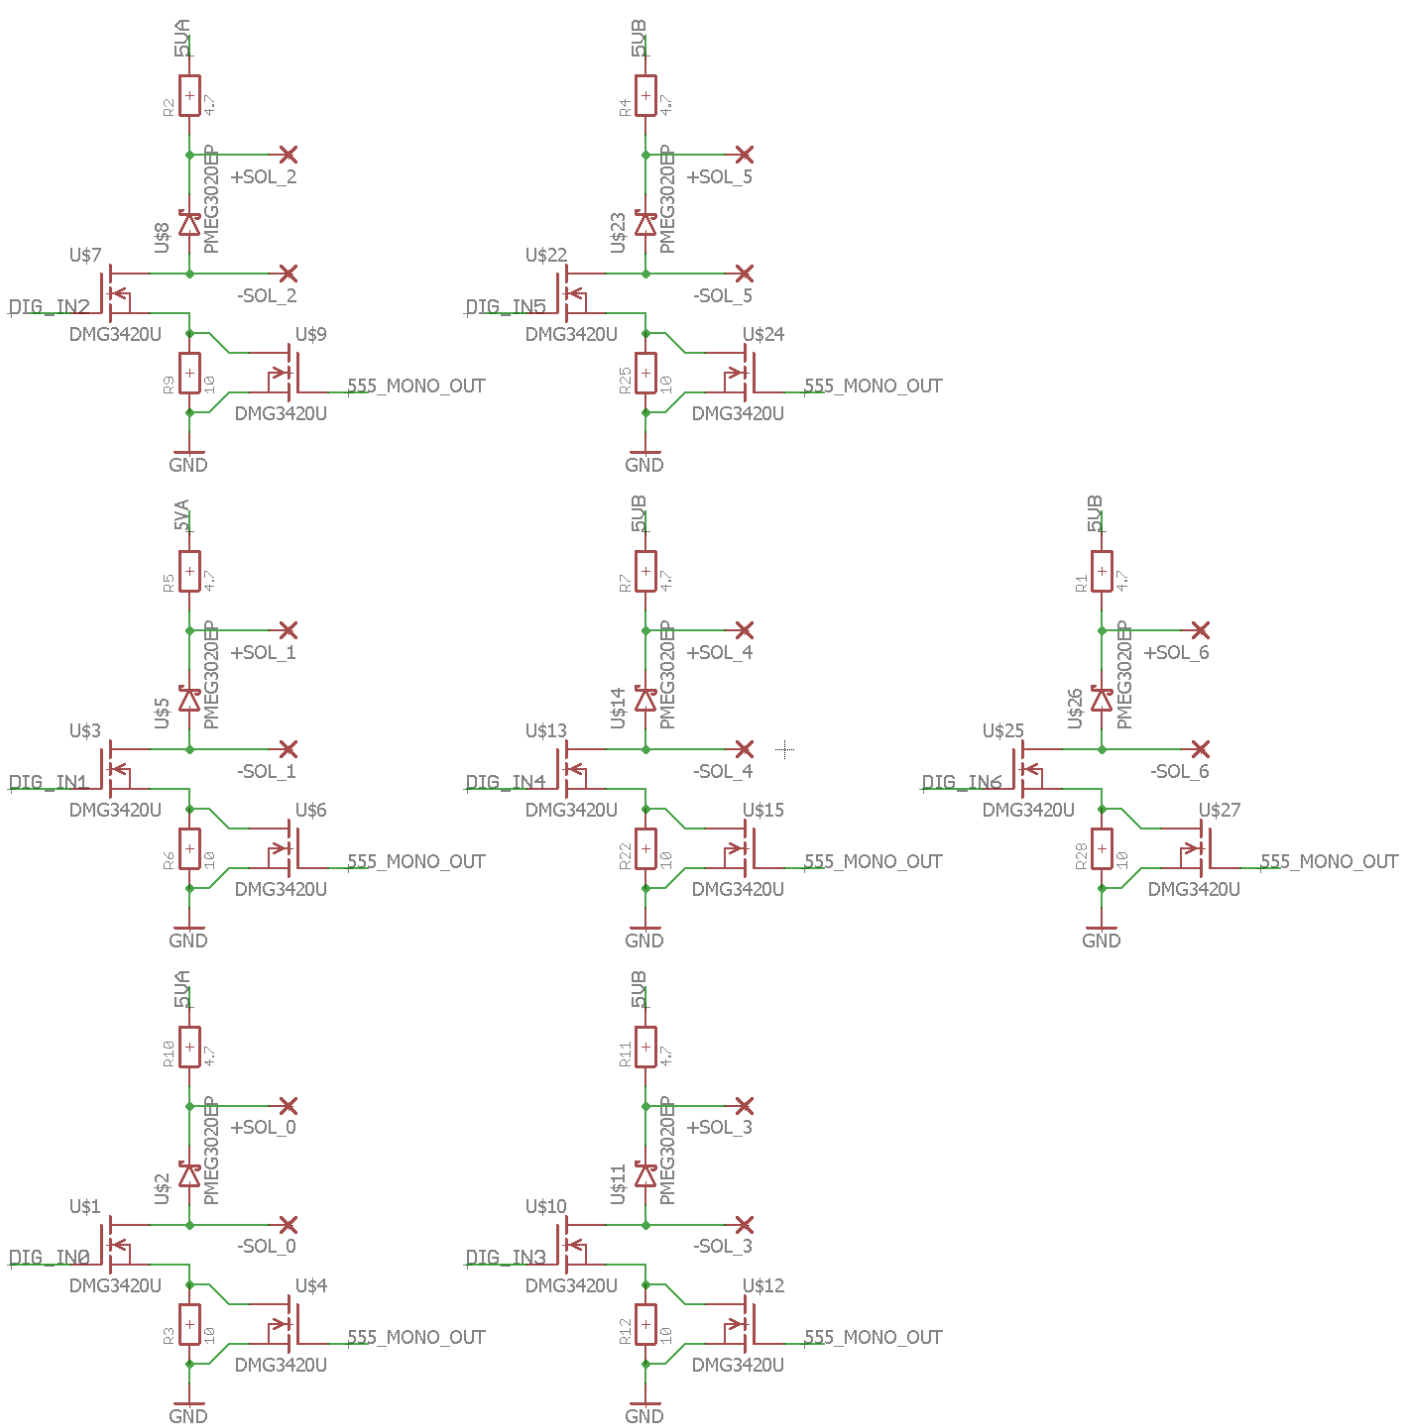 5VA
R2
4.7
+SOL_2
PMEG3020EP
U$8
U$7
-SOL_2
DIG_IN2
DMG3420U
U$9
R9
10
555_MONO_OUT
DMG3420U
GND
5VB
R4
4.7
+SOL_5
PMEG3020EP
U$23
U$22
-SOL_5
DIG_IN5
DMG3420U
U$24
R25
10
555_MONO_OUT
DMG3420U
GND
5VA
R5
4.7
+SOL_1
PMEG3020EP
U$5
U$3
-SOL_1
DIG_IN1
DMG3420U
U$6
R6
10
555_MONO_OUT
DMG3420U
GND
5VB
R7
4.7
+SOL_4
PMEG3020EP
U$14
U$13
-SOL_4
DIG_IN4
DMG3420U
U$15
R22
10
555_MONO_OUT
DMG3420U
GND
5VB
R1
4.7
+SOL_6
PMEG3020EP
U$26
U$25
-SOL_6
DIG_IN6
DMG3420U
U$27
R28
10
555_MONO_OUT
DMG3420U
GND
5VA
R10
4.7
+SOL_0
PMEG3020EP
U$2
U$1
-SOL_0
DIG_IN0
DMG3420U
U$4
R3
10
555_MONO_OUT
DMG3420U
GND
5VB
R11
4.7
+SOL_3
PMEG3020EP
U$11
U$10
-SOL_3
DIG_IN3
DMG3420U
U$12
R12
10
555_MONO_OUT
DMG3420U
GND